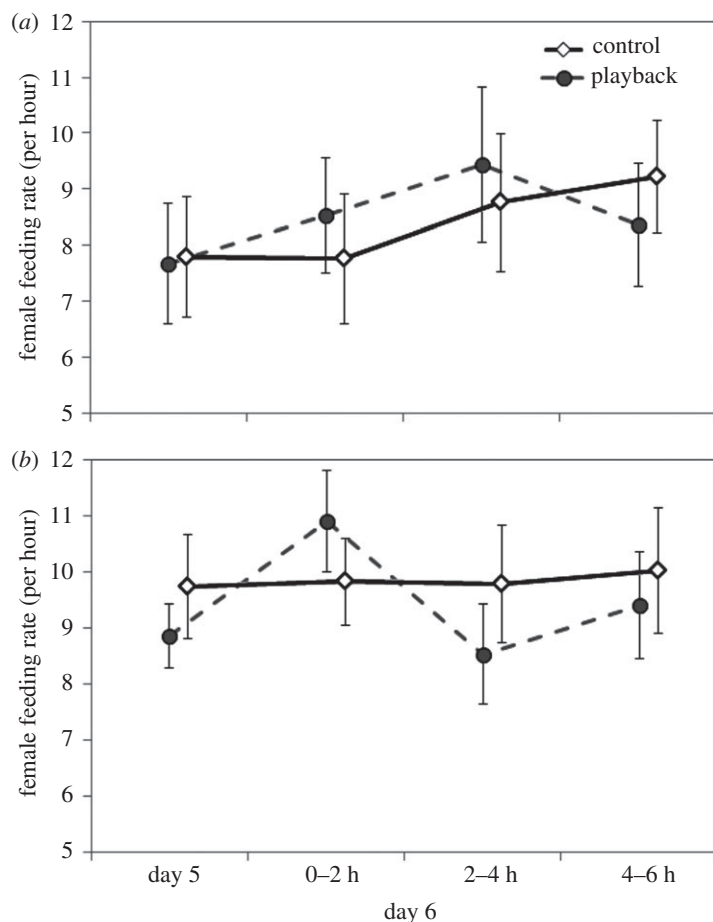 (a)
12
11
10
9
8
7
6
5
female feeding rate (per hour)
control
playback
(b)
12
11
10
9
8
7
6
5
female feeding rate (per hour)
day 5
0–2 h
2–4 h
4–6 h
day 6